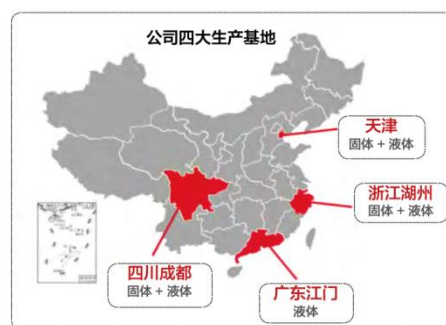 公司四大生产基地
天津
固体 + 液体
浙江湖州
固体 + 液体
四川成都
固体 + 液体
广东江门
液体